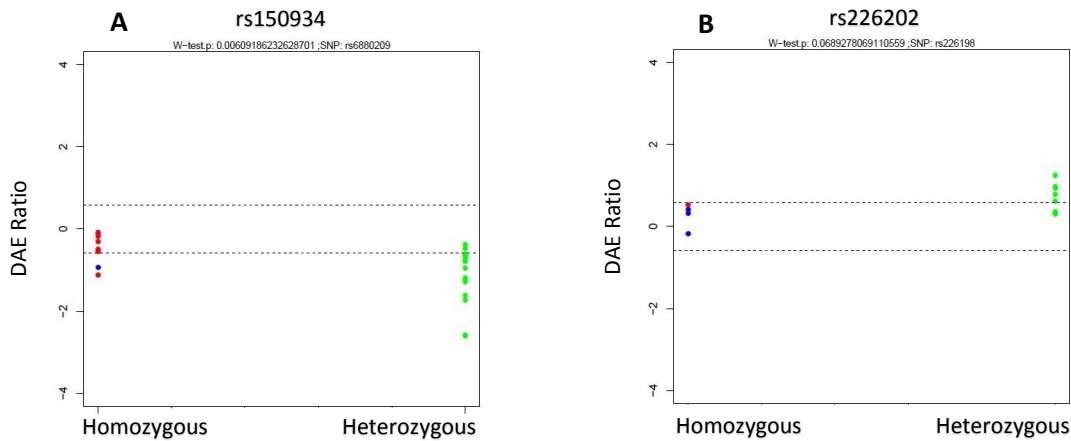 A
rs150934
W-test.p: 0.00609186232628701 ;SNP: rs6880209
4
2
0
-2
-4
DAE Ratio
Homozygous
Heterozygous
B
rs226202
W-test.p: 0.0689278069110559 ;SNP: rs226198
4
2
0
-2
-4
DAE Ratio
Homozygous
Heterozygous